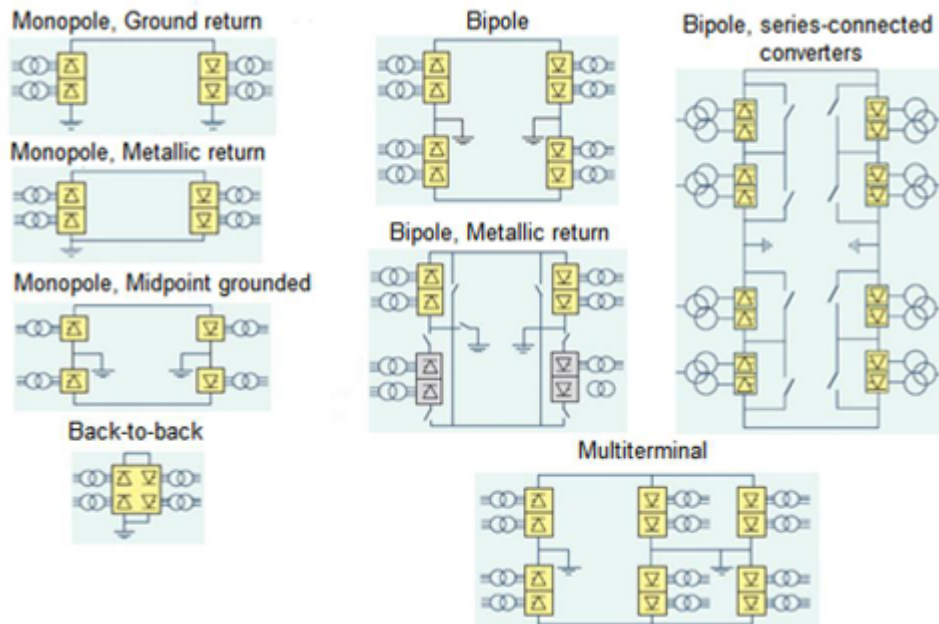 Monopole, Ground return
Monopole, Metallic return
Monopole, Midpoint grounded
Back-to-back
Bipole
Bipole, Metallic return
Bipole, series-connected
converters
Multiterminal